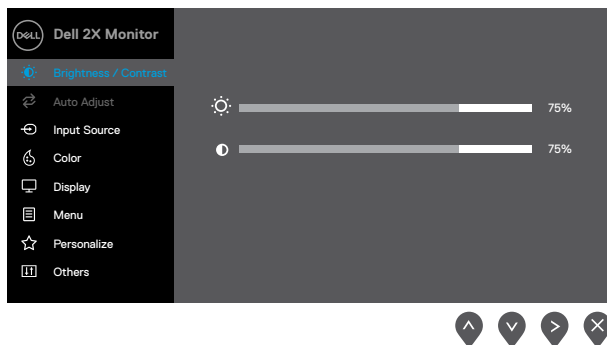 DELL
Dell 2X Monitor
Brightness / Contrast
Auto Adjust
Input Source
Color
Display
Menu
Personalize
Others
75%
75%